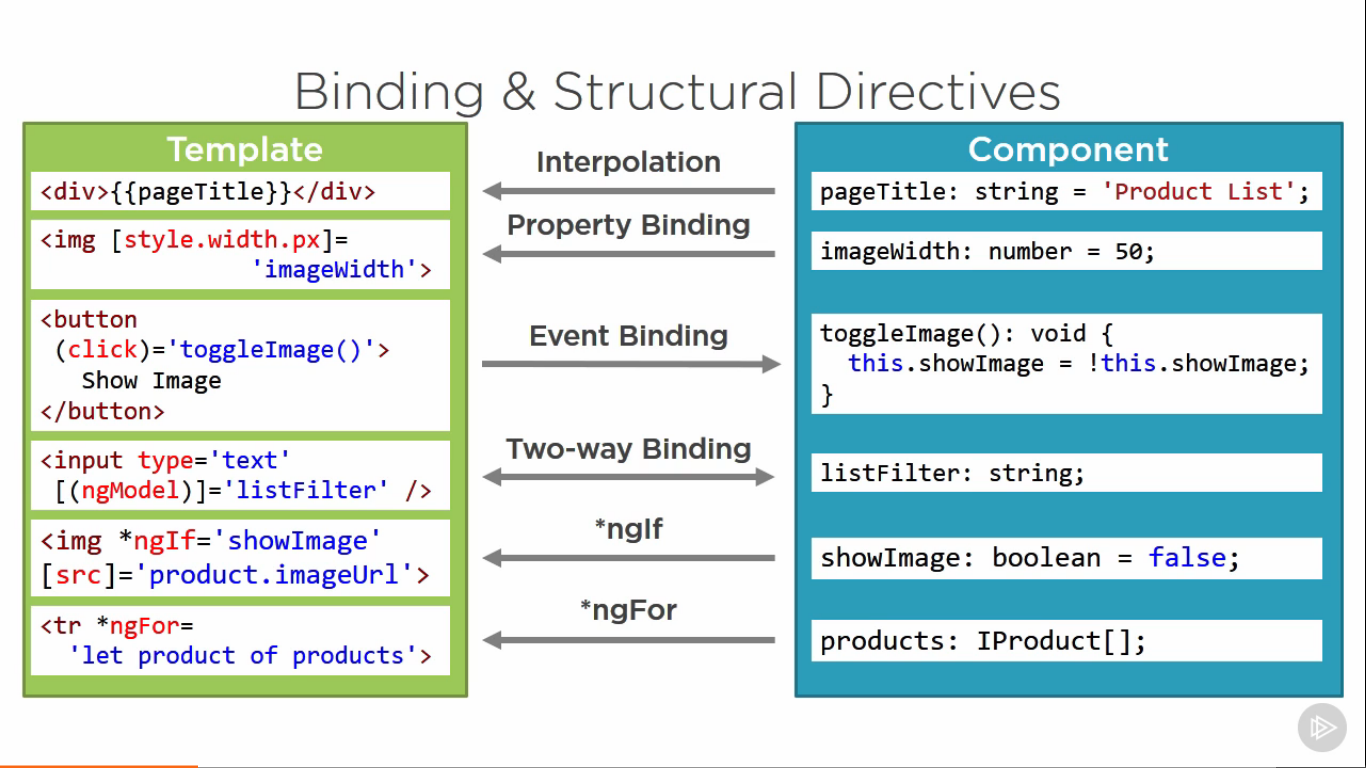 Binding & Structural Directives
Template
<div>{{pageTitle}}</div>
<img [style.width.px]=
'imageWidth'>
<button
(click)='toggleImage()'>
Show Image
</button>
<input type='text'
[(ngModel)]='listFilter' />
<img *ngIf='showImage'
[src]='product.imageUrl'>
<tr *ngFor=
'let product of products'>
Interpolation
Property Binding
Event Binding
Two-way Binding
*ngIf
*ngFor
Component
pageTitle: string = 'Product List';
imageWidth: number = 50;
toggleImage(): void {
this.showImage = !this.showImage;
}
listFilter: string;
showImage: boolean = false;
products: IProduct[];